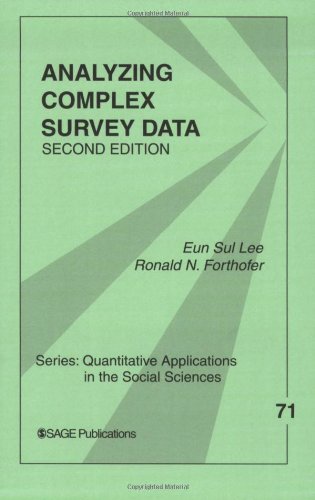 ANALYZING
COMPLEX
SURVEY DATA
SECOND EDITION
Eun Sul Lee
Ronald N. Forthofer
Series: Quantitative Applications
in the Social Sciences
71
SAGE Publications